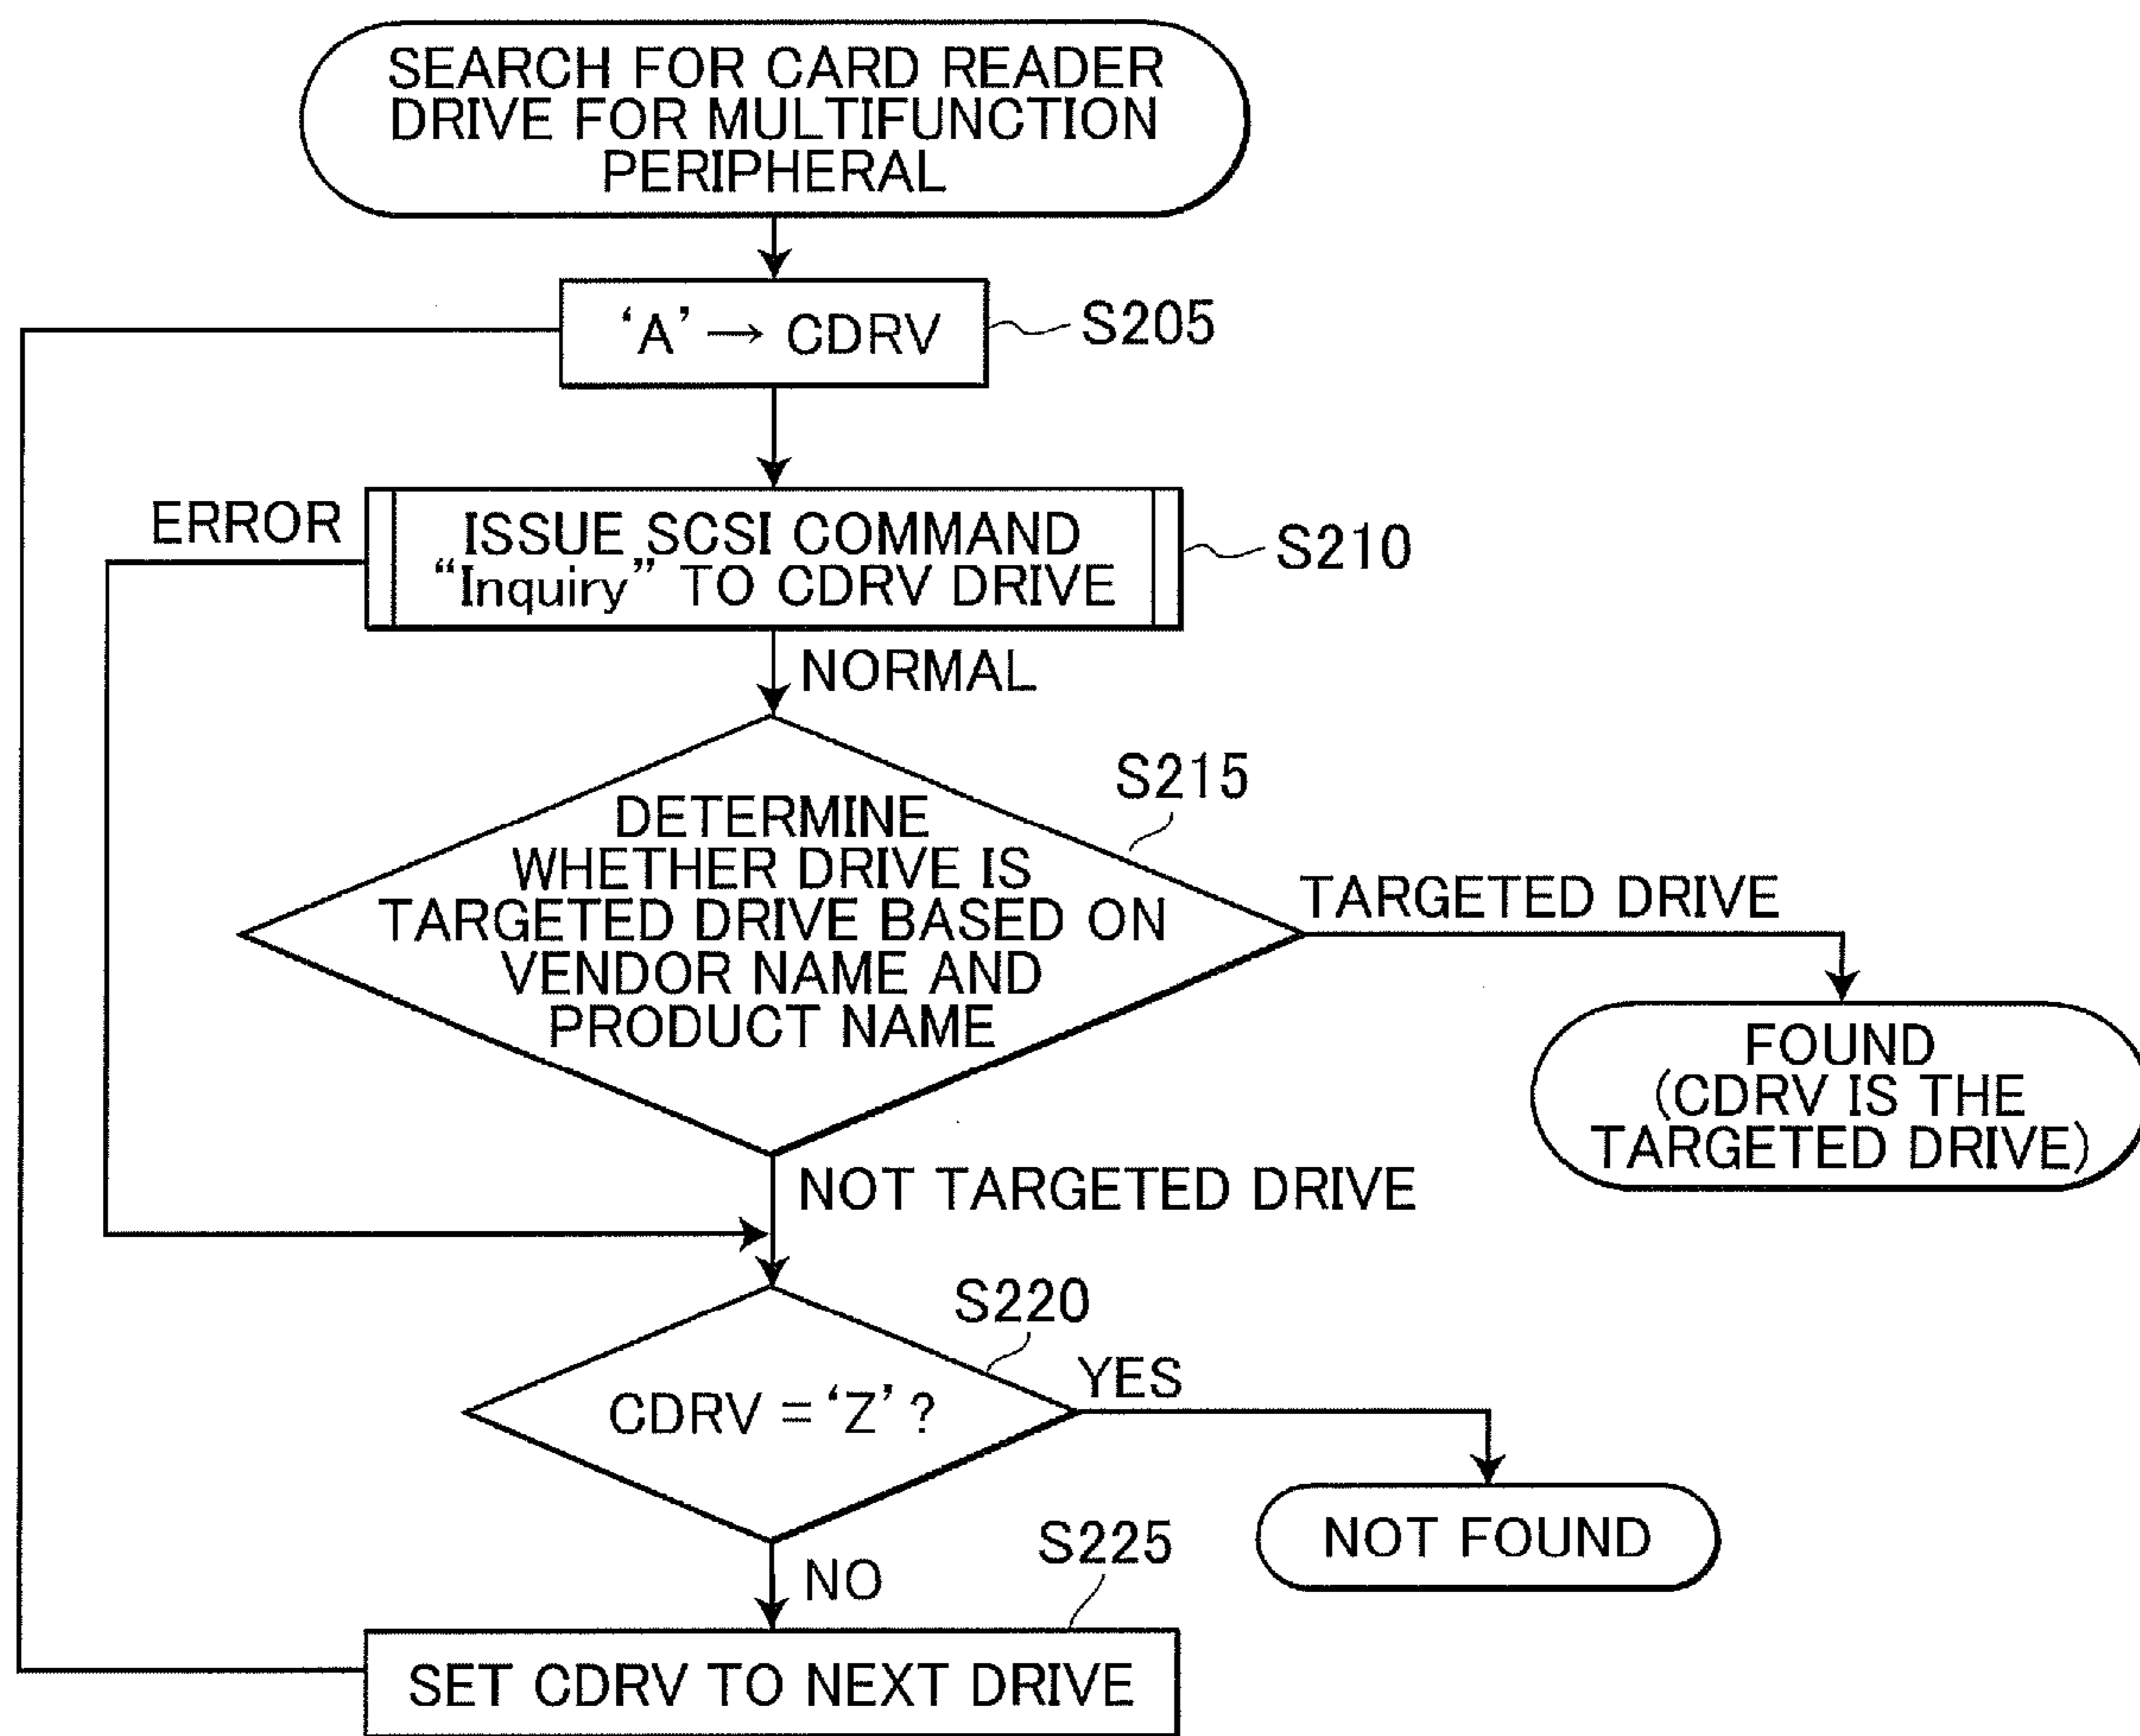 SEARCH FOR CARD READER
DRIVE FOR MULTIFUNCTION
PERIPHERAL
‘A’ → CDRV
S205
ERROR
ISSUE SCSI COMMAND
“Inquiry” TO CDRV DRIVE
S210
NORMAL
S215
DETERMINE
WHETHER DRIVE IS
TARGETED DRIVE BASED ON
VENDOR NAME AND
PRODUCT NAME
TARGETED DRIVE
FOUND
(CDRV IS THE
TARGETED DRIVE)
NOT TARGETED DRIVE
S220
CDRV = ‘Z’ ?
YES
NOT FOUND
NO
S225
SET CDRV TO NEXT DRIVE